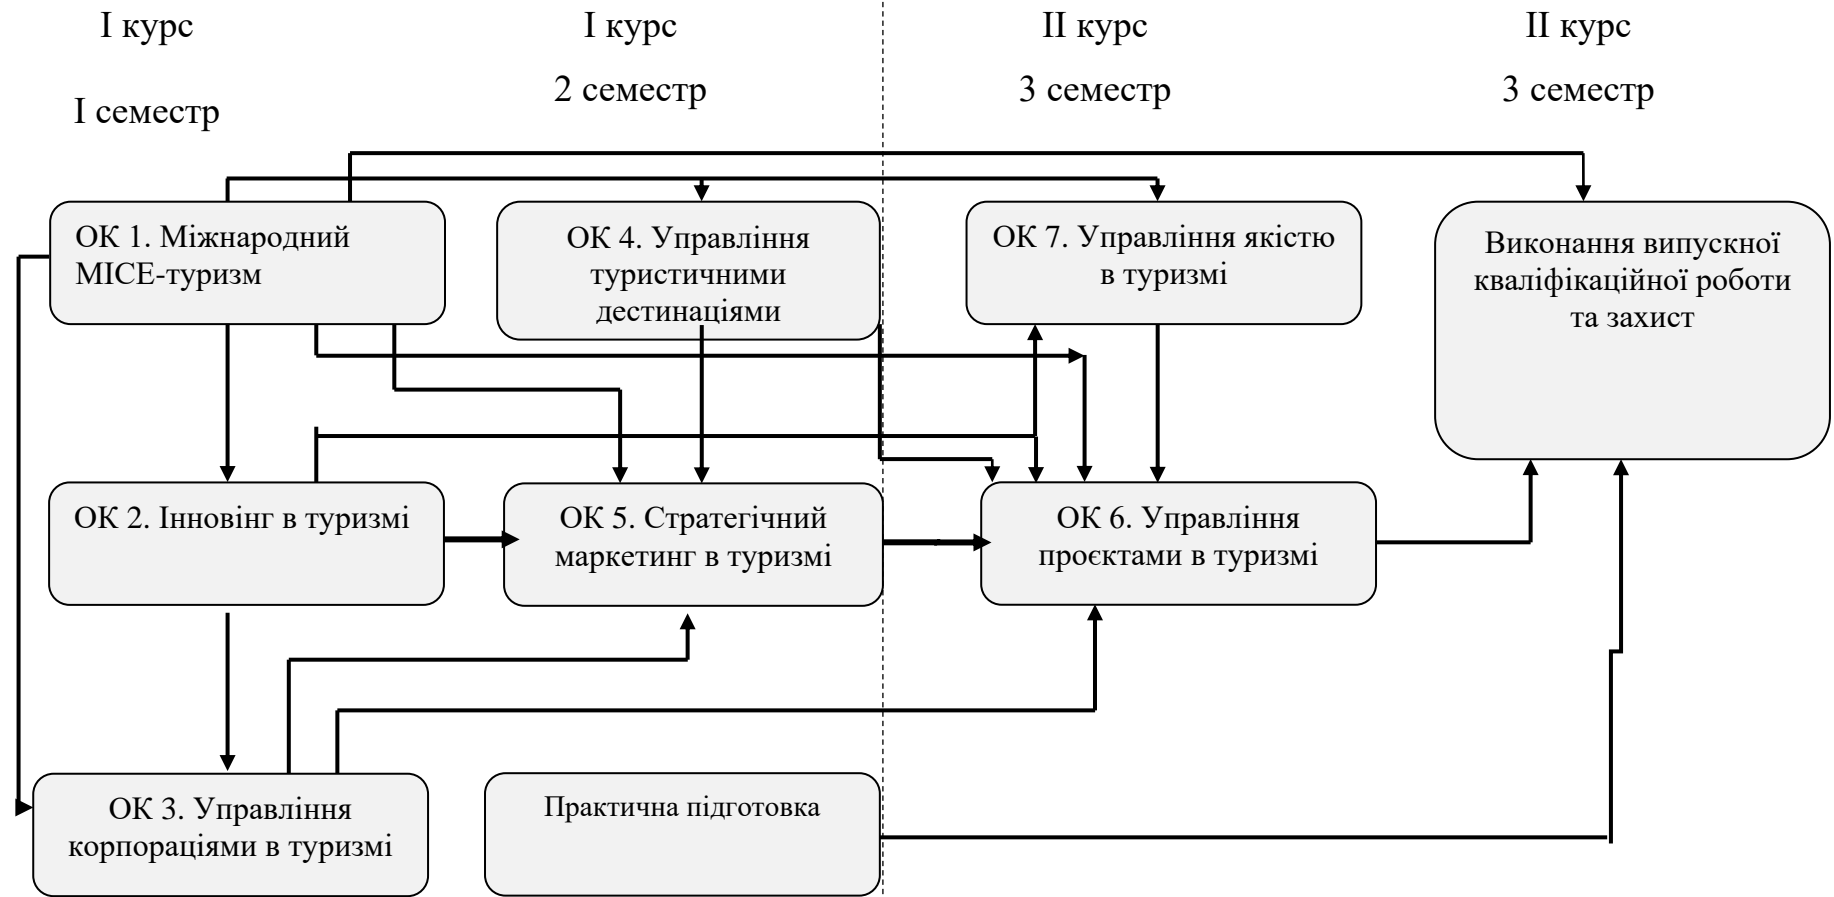 І курс
І курс
ІІ курс
ІІ курс
І семестр
2 семестр
3 семестр
3 семестр
ОК 1. Міжнародний
МІСЕ-туризм
ОК 4. Управління
туристичними
дестинаціями
ОК 7. Управління якістю
в туризмі
Виконання випускної
кваліфікаційної роботи
та захист
ОК 2. Інновінг в туризмі
ОК 5. Стратегічний
маркетинг в туризмі
ОК 6. Управління
проєктами в туризмі
ОК 3. Управління
корпораціями в туризмі
Практична підготовка